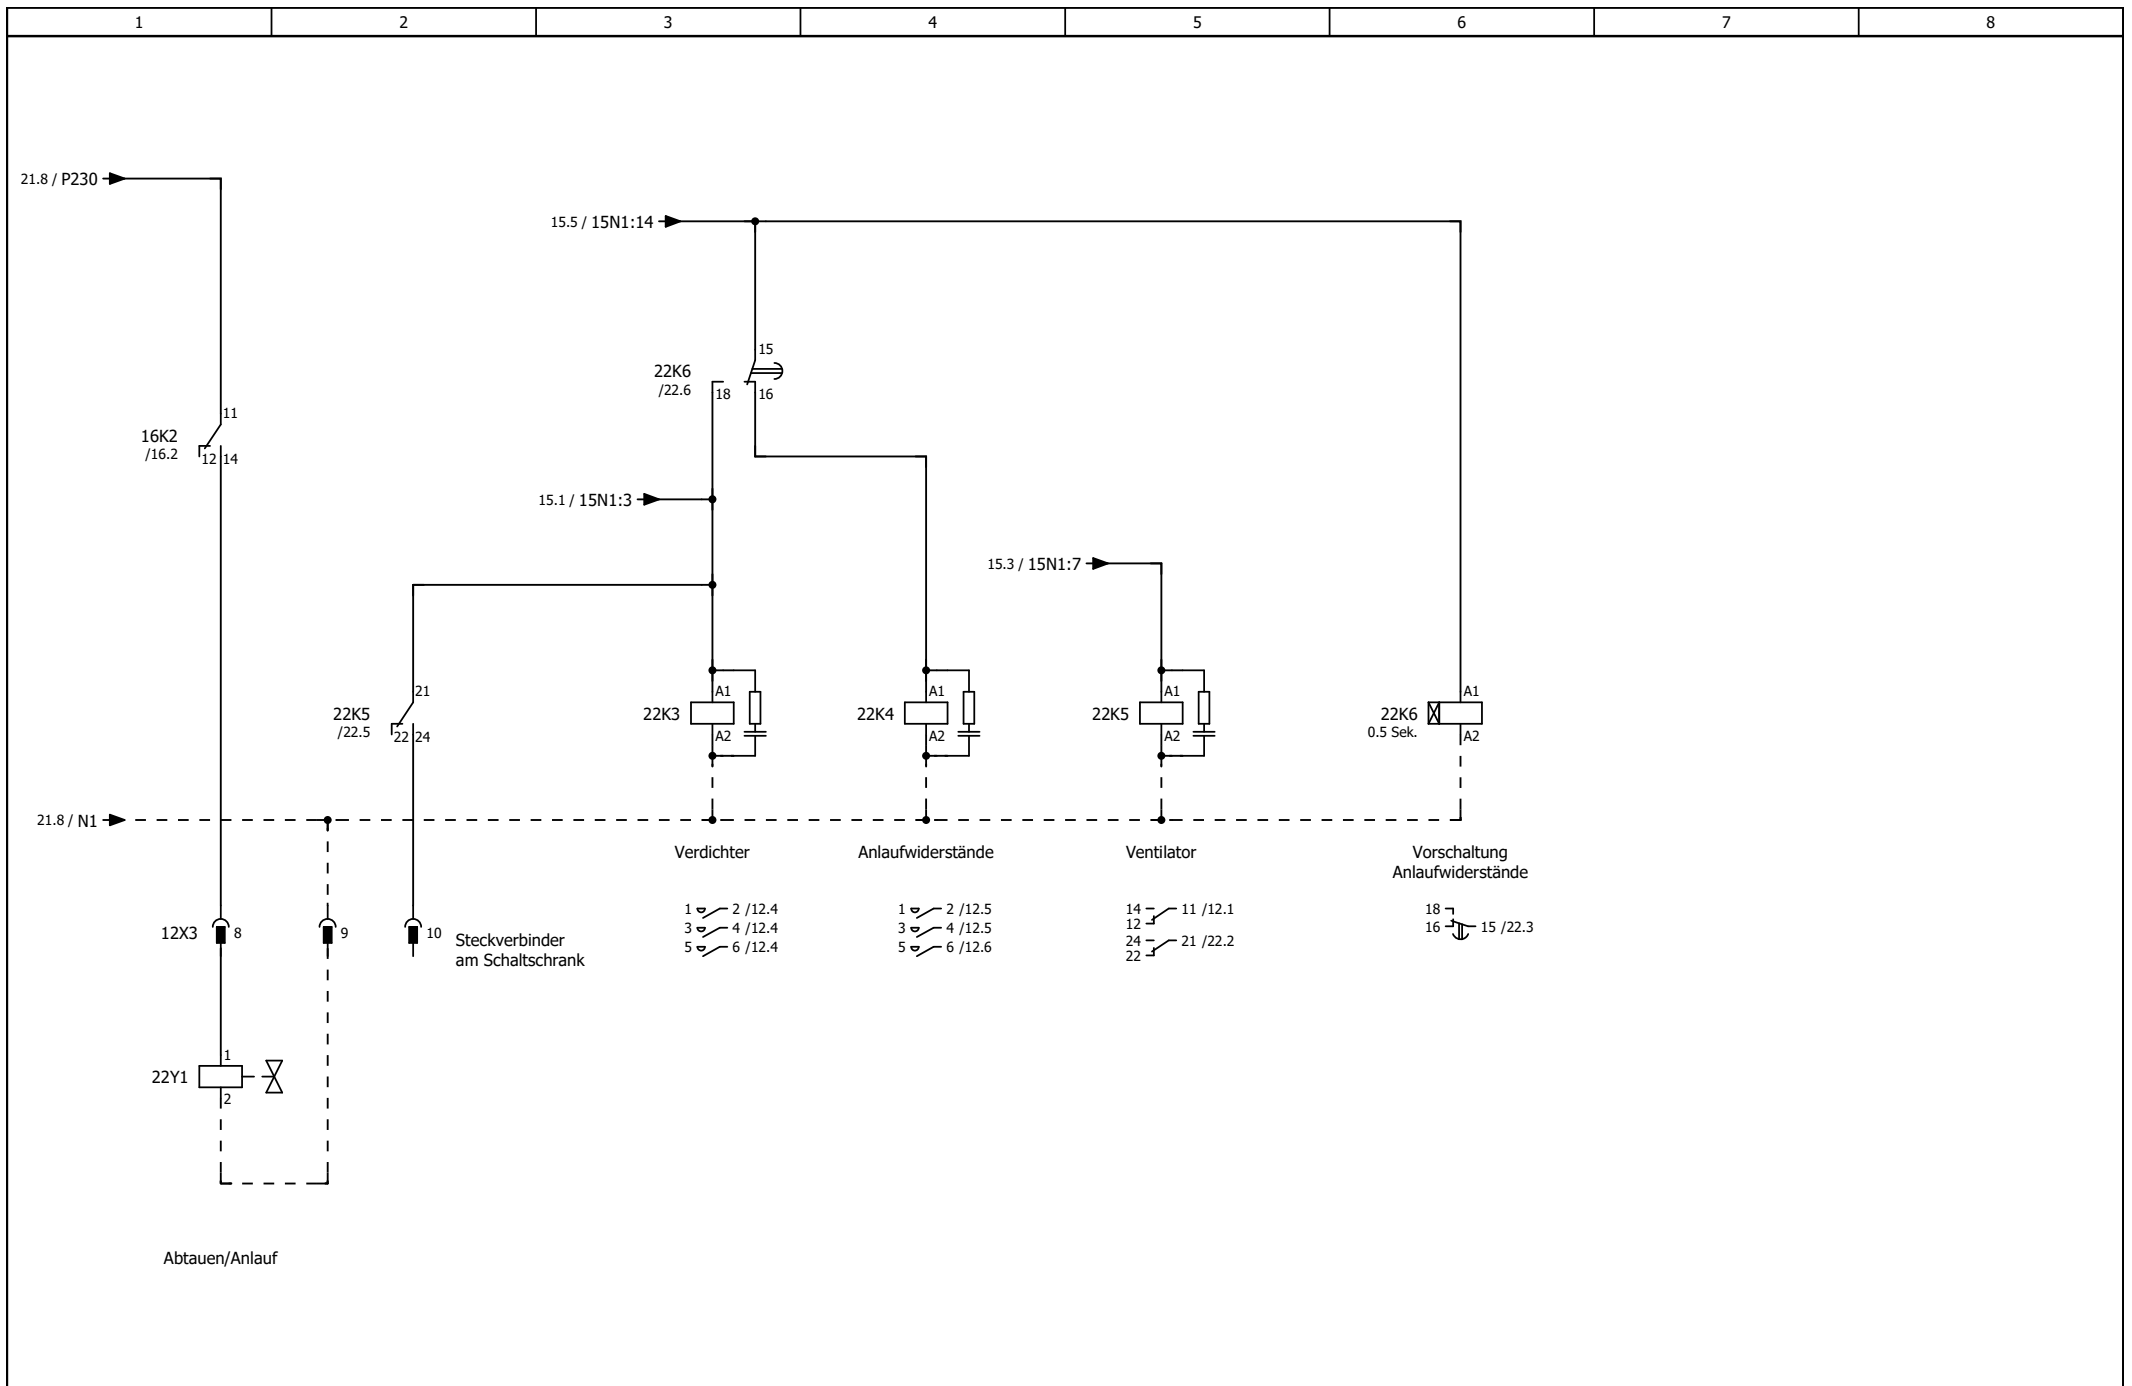 1 2 3 4 5 6 7 8
21.8 / P230
15.5 / 15N1:14
15
22K6
/22.6
18 16
11
16K2
/16.2
12 14
15.1 / 15N1:3
15.3 / 15N1:7
21
22K5
/22.5
22 24
A1
22K3
A2
A1
22K4
A2
A1
22K5
A2
A1
22K6
0.5 Sek.
A2
21.8 / N1
Verdichter
Anlaufwiderstände
Ventilator
Vorschaltung
Anlaufwiderstände
1 2 /12.4
3 4 /12.4
5 6 /12.4
1 2 /12.5
3 4 /12.5
5 6 /12.6
14 11 /12.1
12
24 21 /22.2
22
18
16 15 /22.3
12X3 8 9 10
Steckverbinder
am Schaltschrank
1
22Y1
2
Abtauen/Anlauf